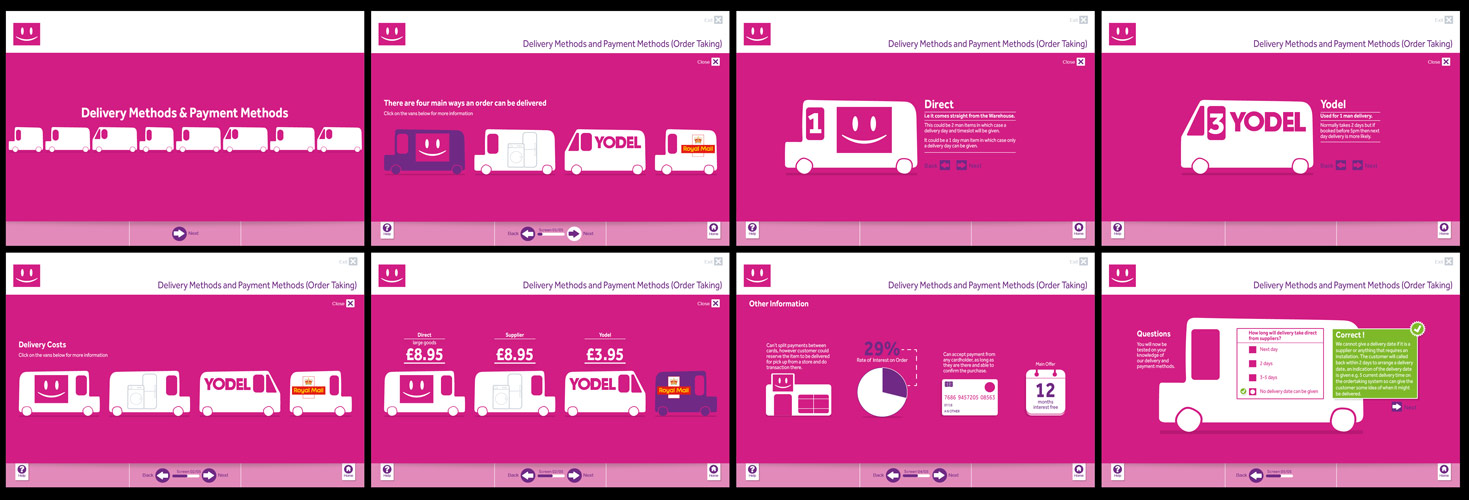 Delivery Methods & Payment Methods
Next
Exit
Delivery Methods and Payment Methods (Order Taking)
Close
There are four main ways an order can be delivered
Click on the vans below for more information
YODEL
Royal Mail
Help
Back
Next
Home
Exit
Delivery Methods and Payment Methods (Order Taking)
Close
1
Direct
i.e it comes straight from the Warehouse.
This could be 2 man items in which case a
delivery day and timeslot will be given.
It could be a 1 day man item in which case only
a delivery day can be given.
Back
Next
Help
Home
Exit
Delivery Methods and Payment Methods (Order Taking)
Close
3 YODEL
Yodel
Used for 1 man delivery.
Normally takes 2 days but if
booked before 5pm then next
day delivery is more likely.
Back
Next
Help
Home
Exit
Delivery Methods and Payment Methods (Order Taking)
Close
Delivery Costs
Click on the vans below for more information
YODEL
Royal Mail
Help
Back
Next
Home
Exit
Delivery Methods and Payment Methods (Order Taking)
Close
Direct
large goods
£8.95
Supplier
£8.95
Yodel
£3.95
YODEL
Royal Mail
Help
Back
Next
Home
Exit
Delivery Methods and Payment Methods (Order Taking)
Other Information
Can't split payments between
cards, however customer could
reserve the item to be delivered
for pick up from a store and do
transaction there.
29%
Rate of Interest on Order
Can accept payment from
any cardholder, as long as
they are there and able to
confirm the purchase.
7686 9457205 08563
Main Offer
12
months
interest free
Help
Back
Next
Home
Exit
Delivery Methods and Payment Methods (Order Taking)
Questions
You will now be
tested on your
knowledge of
our delivery and
payment methods.
How long will delivery take direct
from suppliers?
Next day
2 days
3-5 days
No delivery date can be given
Correct !
We cannot give a delivery date if it is a
supplier or anything that requires an
installation. The customer will be called
back within 2 days to arrange a delivery
date, an indication of the delivery date
is given e.g. 5 current delivery time on
the ordertaking system so can give the
customer some idea of when it might
be delivered.
Next
Help
Back
Home